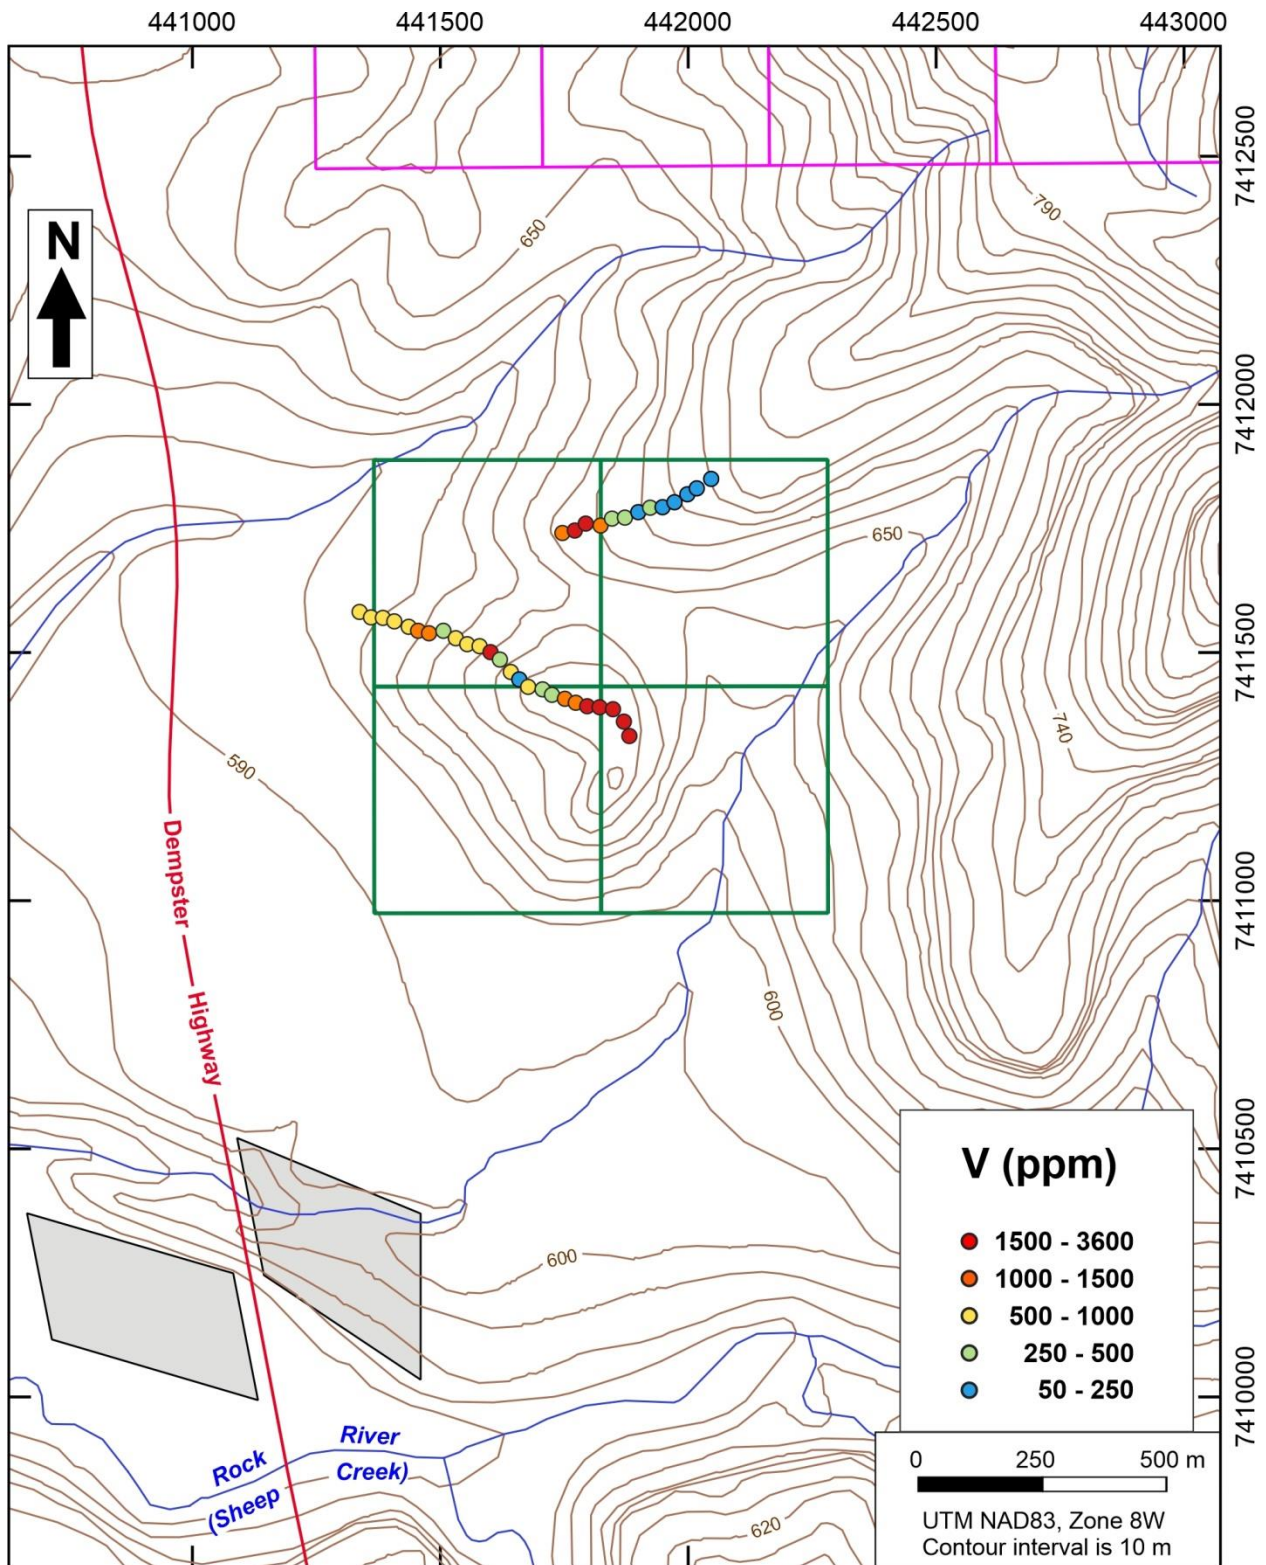 441000 441500 442000 442500 443000
7412500
7412000
7411500
7411000
7410500
7410000
N
650
790
650
740
590
600
600
620
Dempster
Highway
Rock River
(Sheep Creek)
V (ppm)
1500 - 3600
1000 - 1500
500 - 1000
250 - 500
50 - 250
0 250 500 m
UTM NAD83, Zone 8W
Contour interval is 10 m